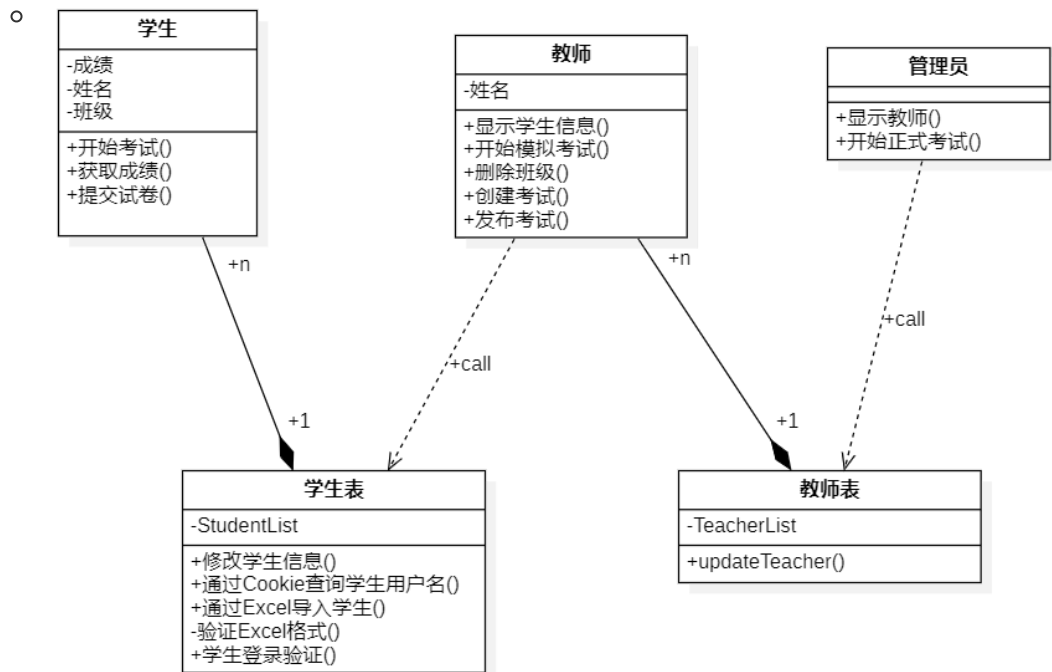 学生
-成绩
-姓名
-班级
+开始考试()
+获取成绩()
+提交试卷()
教师
-姓名
+显示学生信息()
+开始模拟考试()
+删除班级()
+创建考试()
+发布考试()
管理员
+显示教师()
+开始正式考试()
+n
+n
+call
+call
+1
+1
学生表
-StudentList
+修改学生信息()
+通过Cookie查询学生用户名()
+通过Excel导入学生()
-验证Excel格式()
+学生登录验证()
教师表
-TeacherList
+updateTeacher()